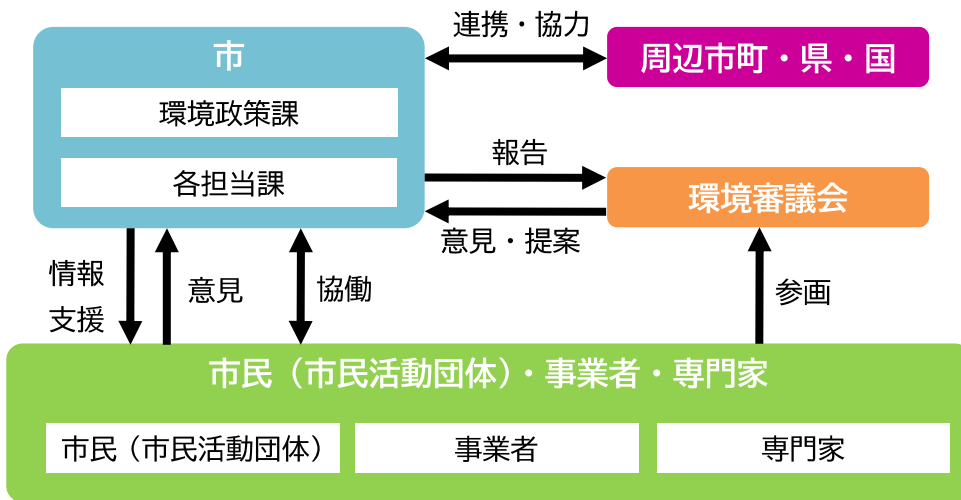 連携・協力
市
周辺市町・県・国
環境政策課
報告
各担当課
環境審議会
意見・提案
情報
支援
意見
協働
参画
市民（市民活動団体）・事業者・専門家
市民（市民活動団体）
事業者
専門家